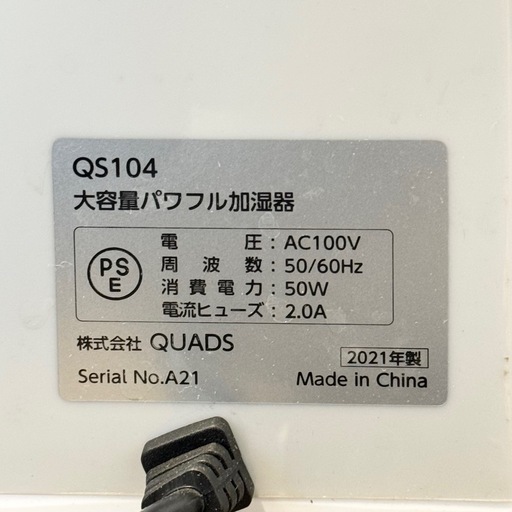 QS104
大容量パワフル加湿器
PSE
電圧:AC100V
周波数:50/60Hz
消費電力:50W
電流ヒューズ:2.0A
株式会社 QUADS
2021年製
Serial No.A21
Made in China